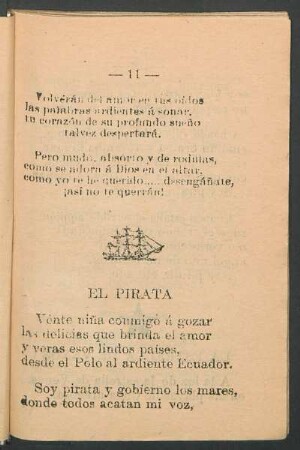 — 11 —
Volverán del amor en tus oídos
las palabras ardientes á sonar,
tu corazón de su profundo sueño
talvez despertará.
Pero mudo, absorto y de rodillas,
como se adora á Dios en el altar,
como yo te he querido..... desengáñate,
¡así no te querrán!
EL PIRATA
Vénte niña conmigo á gozar
las delicias que brinda el amor
y verás esos lindos países,
desde el Polo al ardiente Ecuador.
Soy pirata y gobierno los mares,
donde todos acatan mi voz,